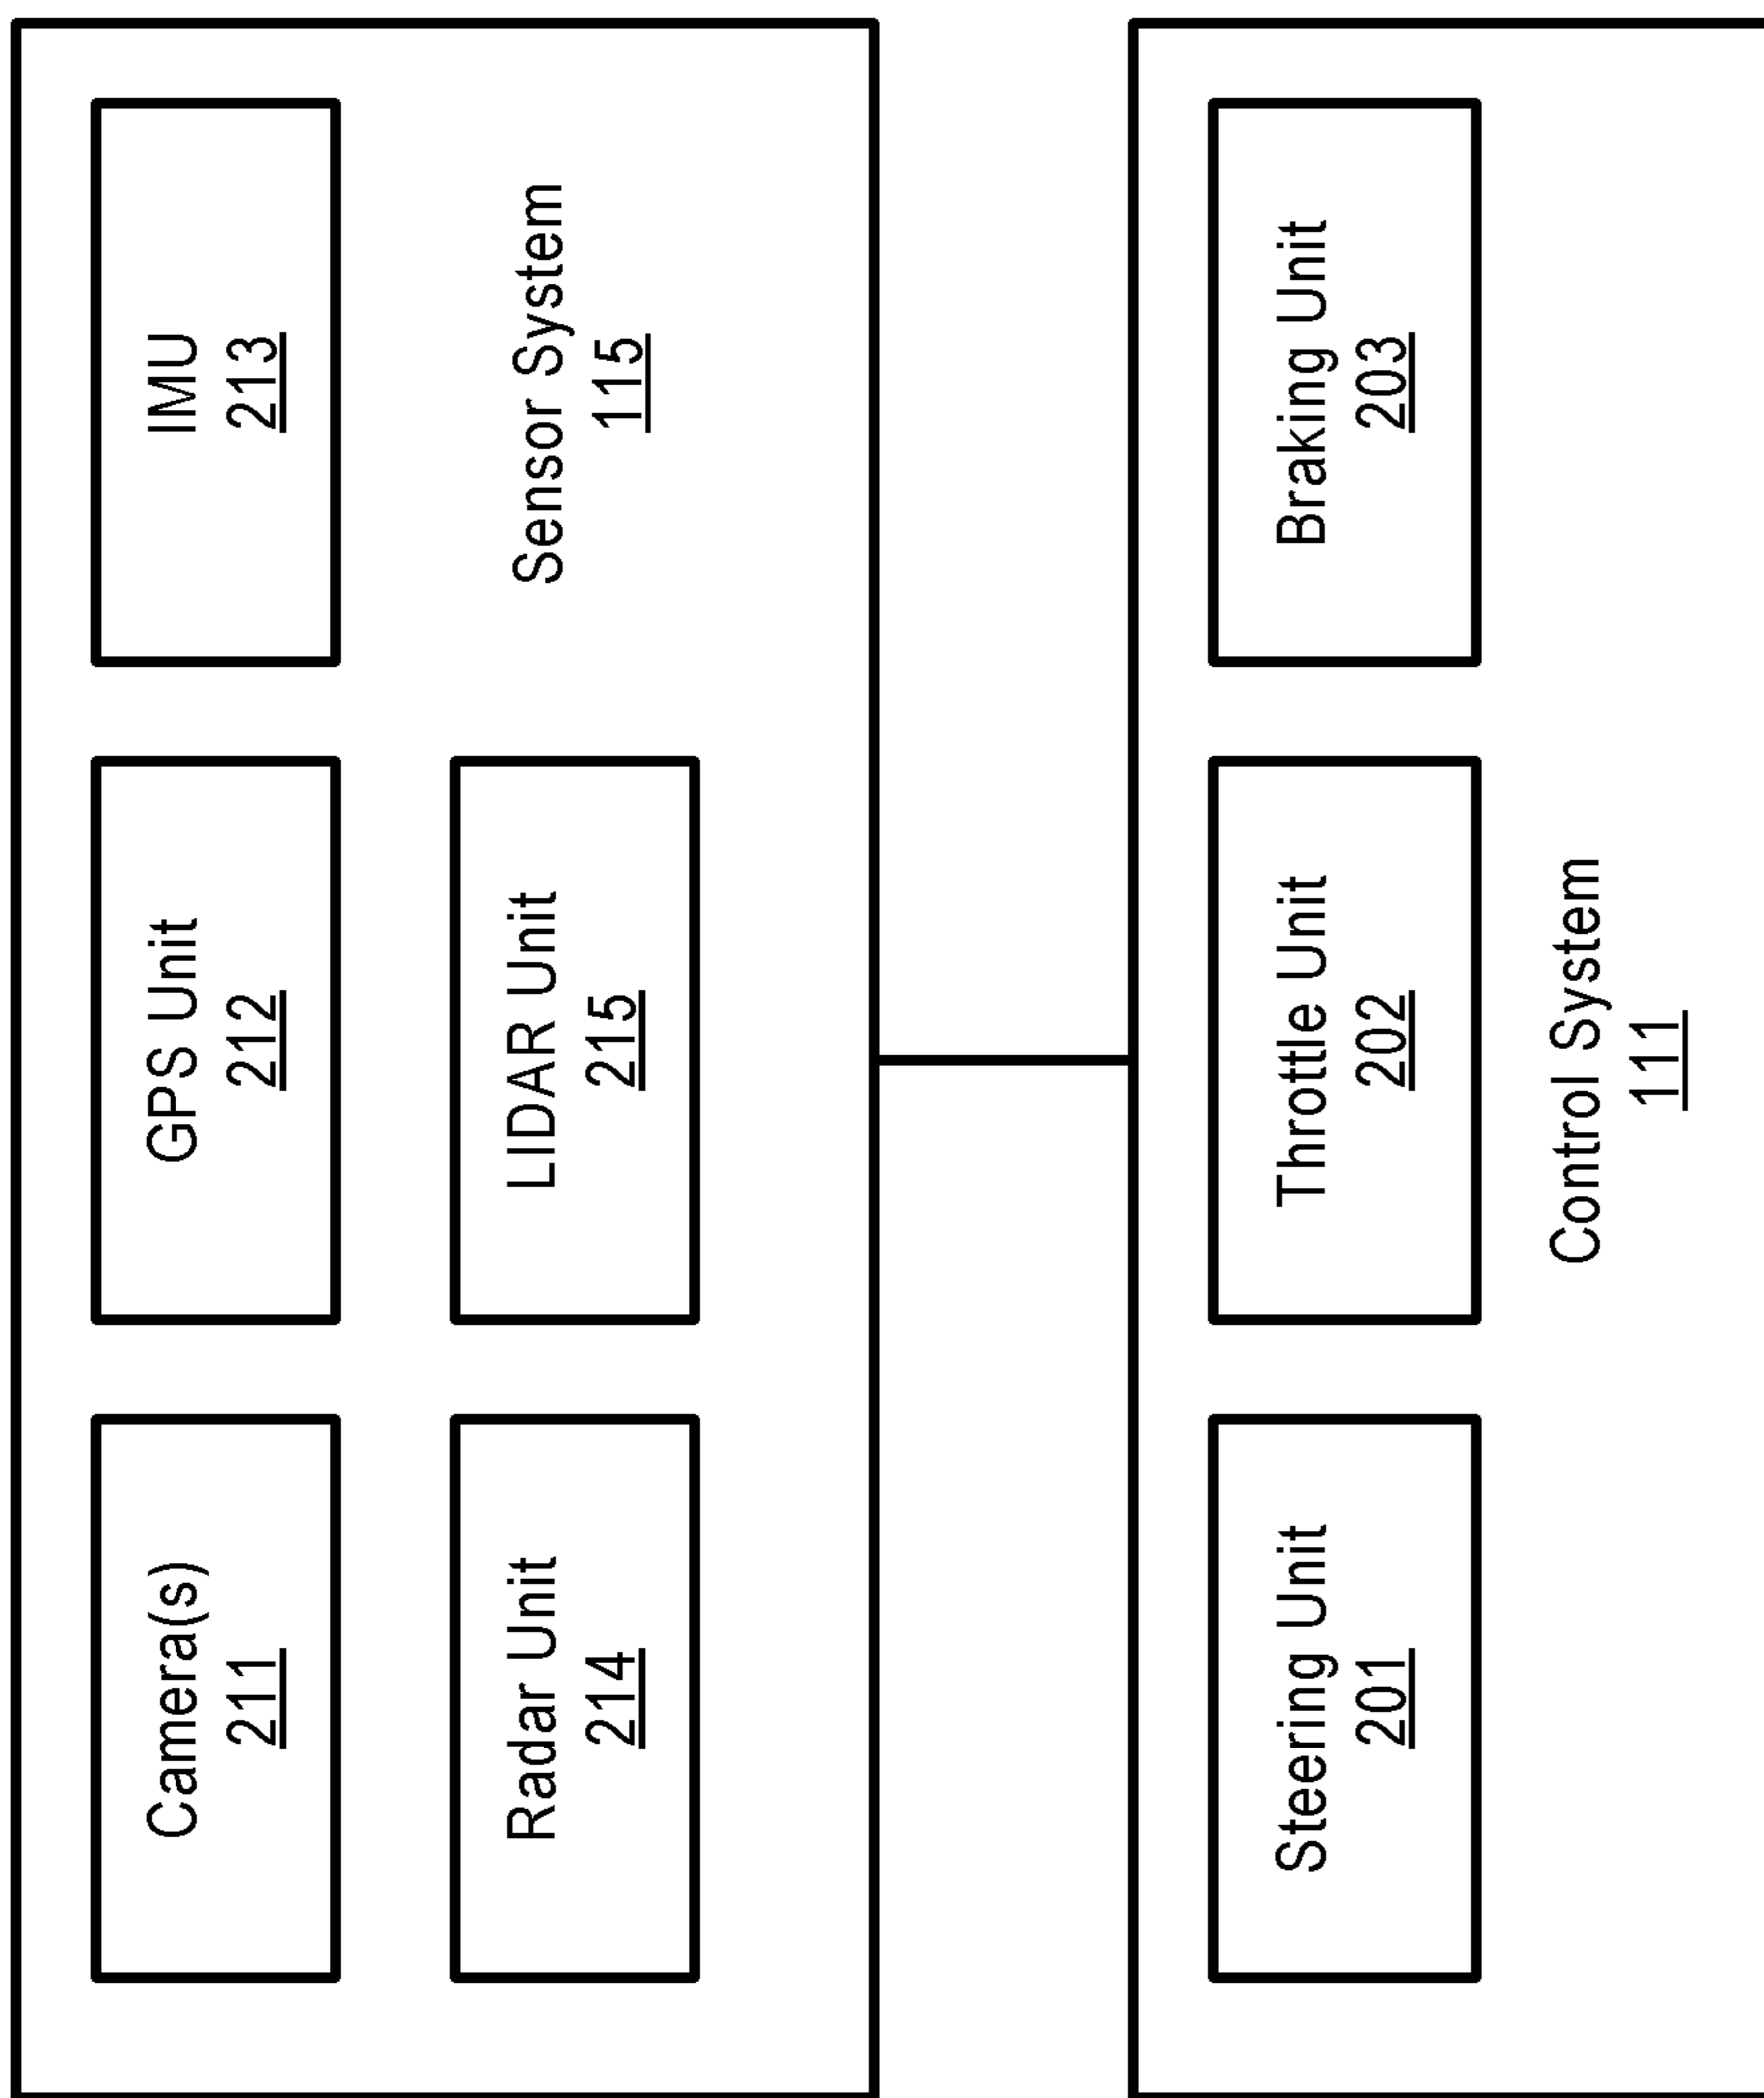 Camera(s)
211
GPS Unit
212
IMU
213
Radar Unit
214
LIDAR Unit
215
Sensor System
115
Steering Unit
201
Throttle Unit
202
Braking Unit
203
Control System
111